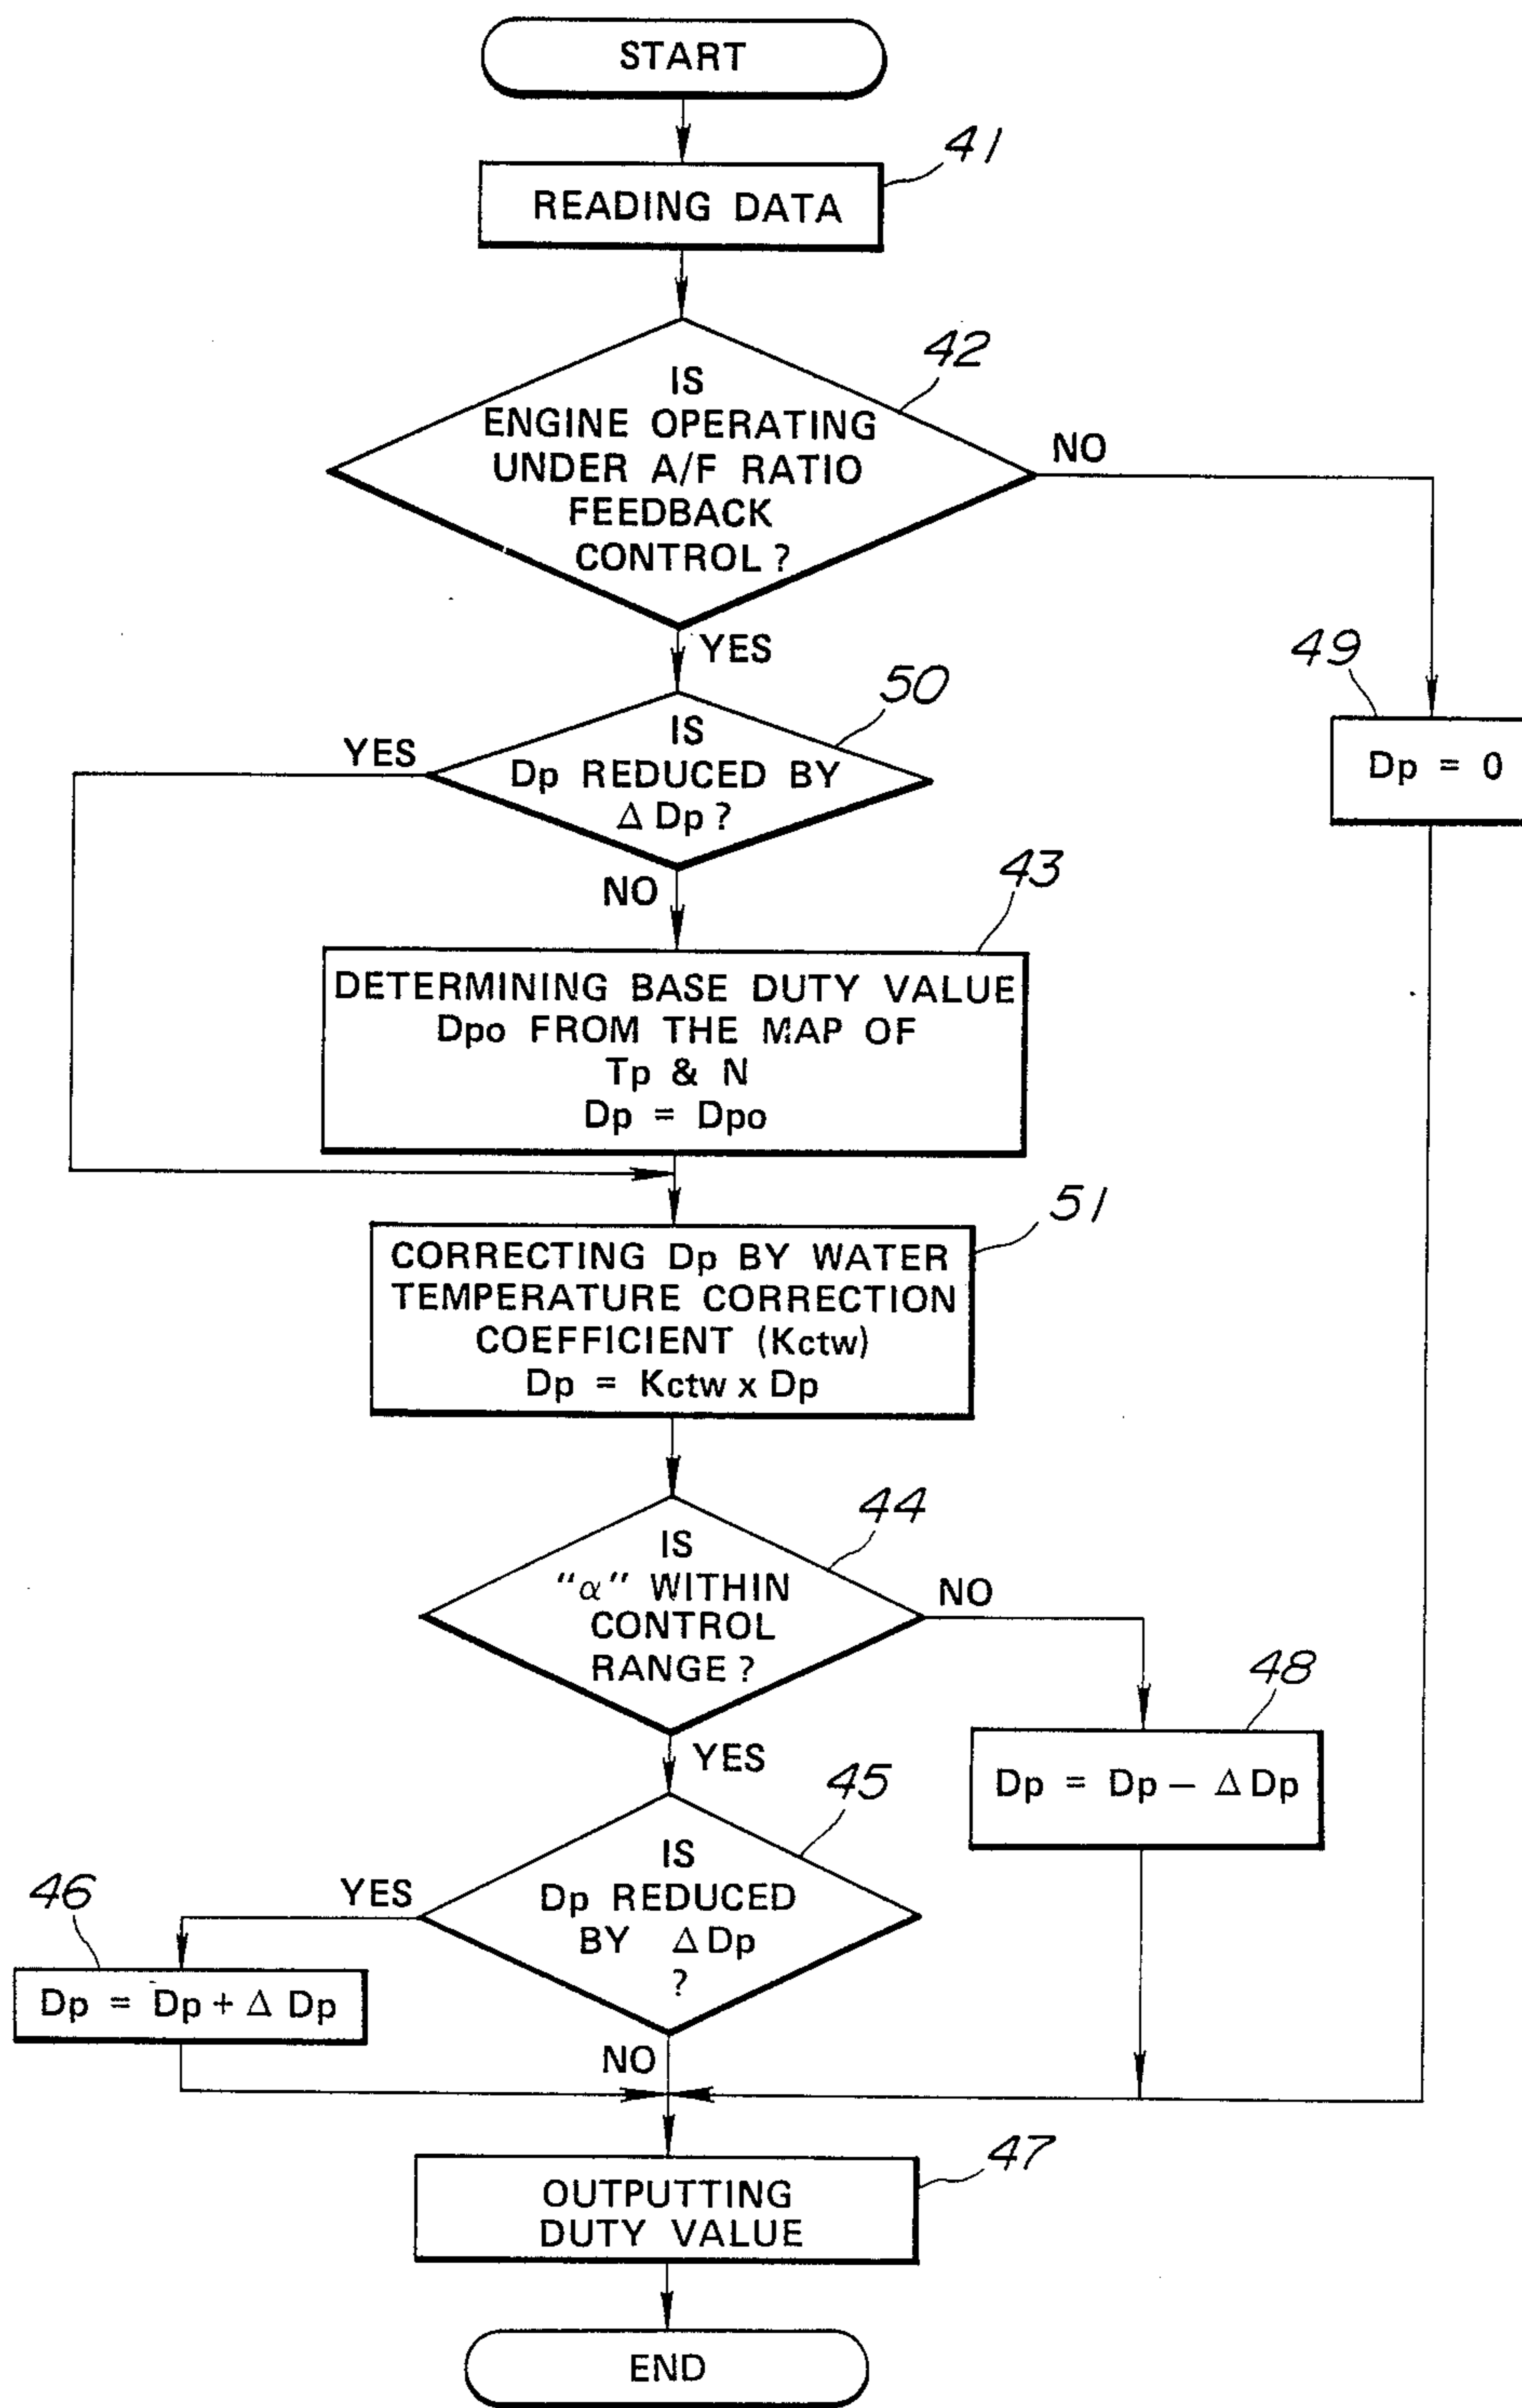 START
41
READING DATA
42
IS
ENGINE OPERATING
UNDER A/F RATIO
FEEDBACK
CONTROL ?
NO
YES
49
Dp = 0
50
IS
Dp REDUCED BY
Δ Dp ?
YES
NO
43
DETERMINING BASE DUTY VALUE
Dpo FROM THE MAP OF
Tp & N
Dp = Dpo
51
CORRECTING Dp BY WATER
TEMPERATURE CORRECTION
COEFFICIENT (Kctw)
Dp = Kctw x Dp
44
IS
"α" WITHIN
CONTROL
RANGE ?
NO
YES
48
Dp = Dp − Δ Dp
45
IS
Dp REDUCED
BY Δ Dp
?
YES
46
Dp = Dp + Δ Dp
NO
47
OUTPUTTING
DUTY VALUE
END